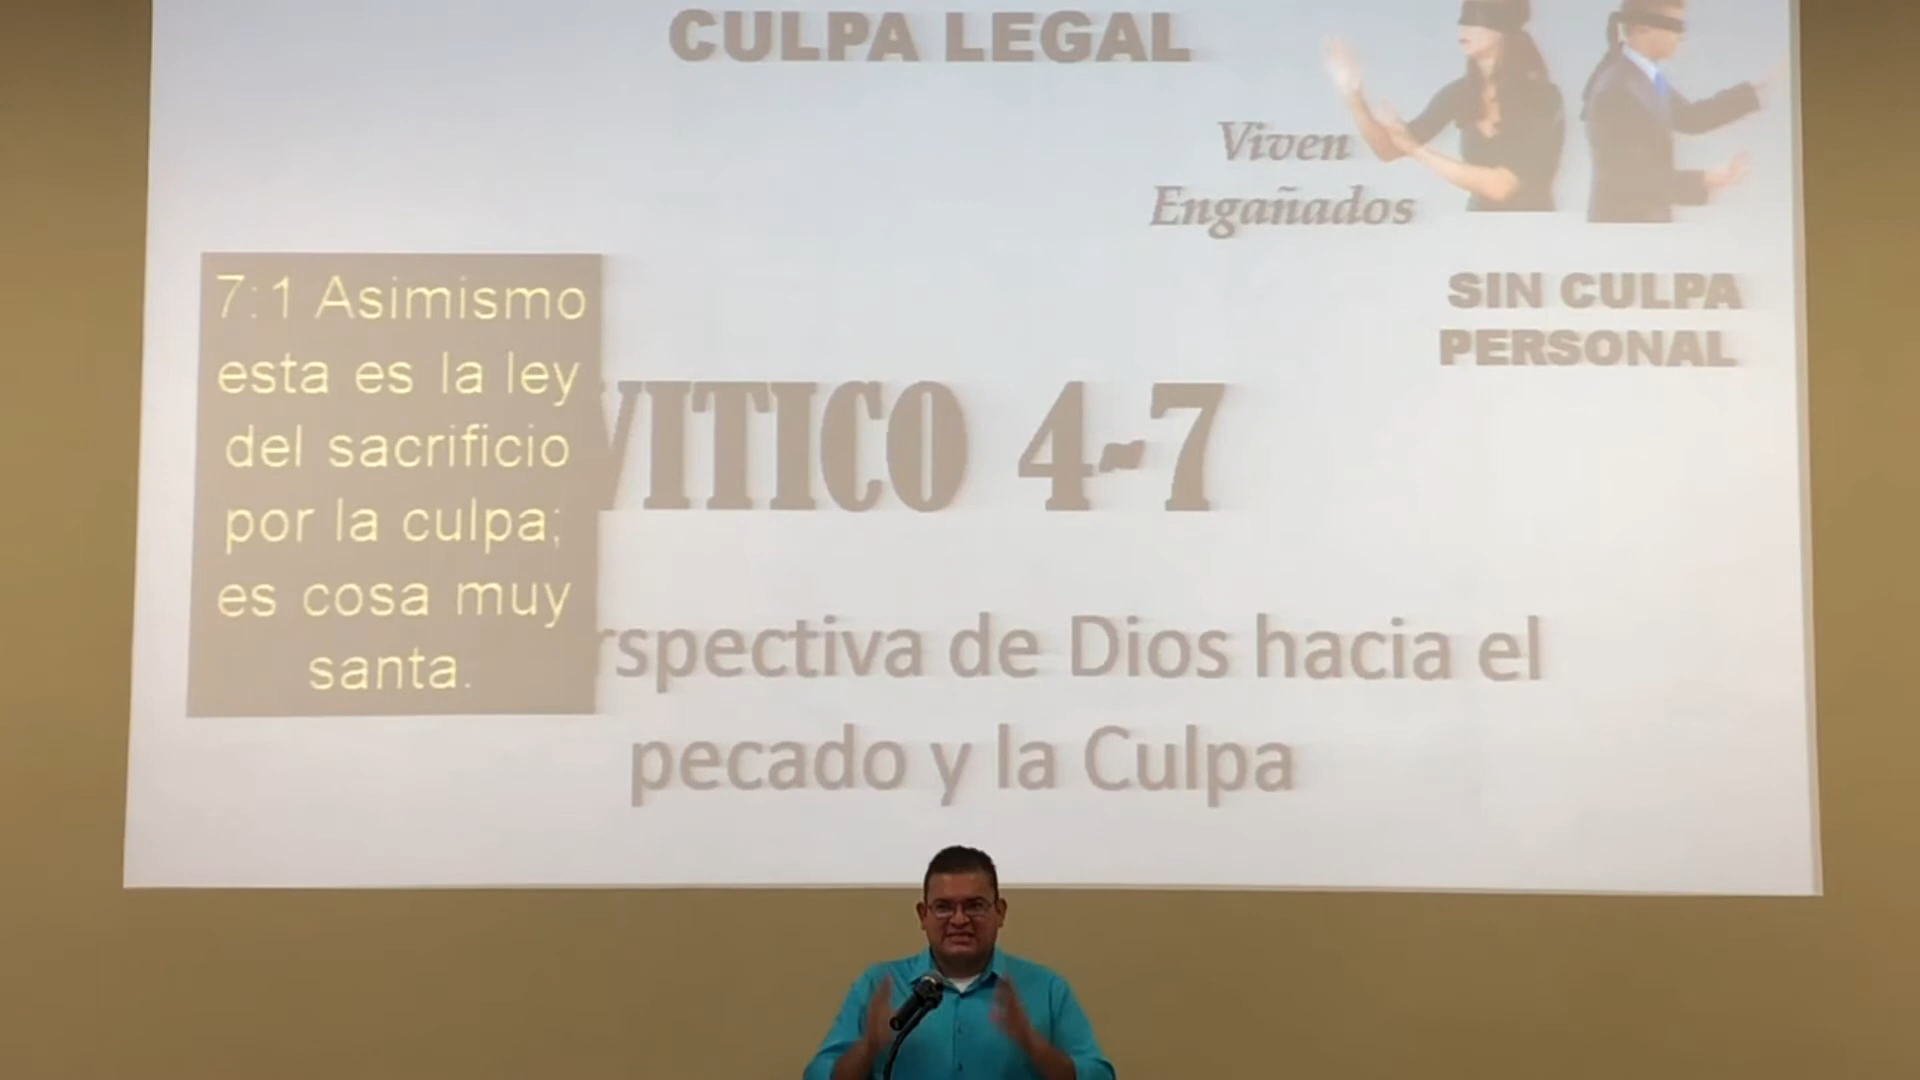 CULPA LEGAL
Viven
Engañados
SIN CULPA
PERSONAL
7:1 Asimismo
esta es la ley
del sacrificio
por la culpa;
es cosa muy
santa.
VITICO 4-7
rspectiva de Dios hacia el
pecado y la Culpa